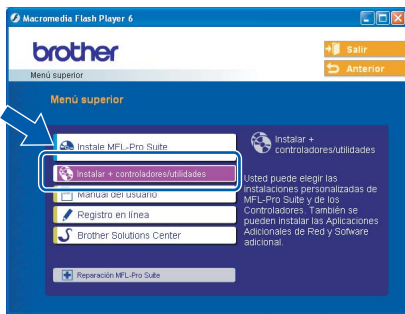 Macromedia Flash Player 6
brother
Salir
Menú superior
Anterior
Menú superior
Instale MFL-Pro Suite
Instalar + controladores/utilidades
Manual del usuario
Registro en línea
Brother Solutions Center
Reparación MFL-Pro Suite
Instalar +
controladores/utilidades
Usted puede elegir las
instalaciones personalizadas de
MFL-Pro Suite y de los
Controladores. También se
pueden instalar las Aplicaciones
Adicionales de Red y Sofware
adicional.